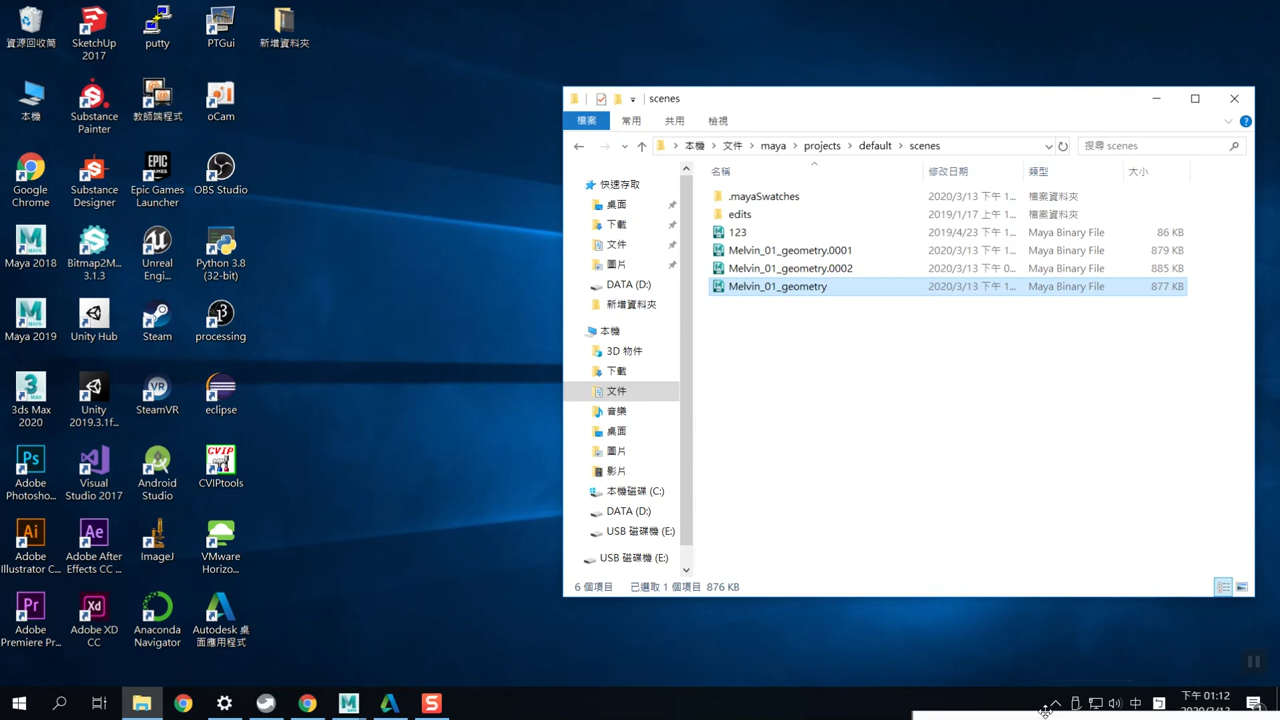 資源回收筒
SketchUp
2017
putty
PTGui
新增資料夾
本機
Substance
Painter
教師端程式
oCam
Google
Chrome
Substance
Designer
Epic Games
Launcher
OBS Studio
Maya 2018
Bitmap2M...
3.1.3
Unreal
Engi...
Python 3.8
(32-bit)
Maya 2019
Unity Hub
Steam
processing
3ds Max
2020
Unity
2019.3.1f...
SteamVR
eclipse
Adobe
Photosho...
Visual
Studio 2017
Android
Studio
CVIP
CVIPtools
Adobe
Illustrator C...
Adobe After
Effects CC ...
ImageJ
VMware
Horizo...
Adobe
Premiere Pr...
Adobe XD
CC
Anaconda
Navigator
Autodesk 桌
面應用程式
scenes
檔案 常用 共用 檢視
本機 文件 maya projects default scenes
搜尋 scenes
快速存取
桌面
下載
文件
圖片
DATA (D:)
新增資料夾
本機
3D 物件
下載
文件
音樂
桌面
圖片
影片
本機磁碟 (C:)
DATA (D:)
USB 磁碟機 (E:)
USB 磁碟機 (E:)
名稱 修改日期 類型 大小
.mayaSwatches 2020/3/13 下午 1... 檔案資料夾
edits 2019/1/17 上午 1... 檔案資料夾
123 2019/4/23 下午 1... Maya Binary File 86 KB
Melvin_01_geometry.0001 2020/3/13 下午 1... Maya Binary File 879 KB
Melvin_01_geometry.0002 2020/3/13 下午 0... Maya Binary File 885 KB
Melvin_01_geometry 2020/3/13 下午 1... Maya Binary File 877 KB
6 個項目 已選取 1 個項目 876 KB
中
下午 01:12